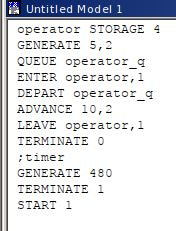 Untitled Model 1
operator STORAGE 4
GENERATE 5,2
QUEUE operator_q
ENTER operator,1
DEPART operator_q
ADVANCE 10,2
LEAVE operator,1
TERMINATE 0
;timer
GENERATE 480
TERMINATE 1
START 1